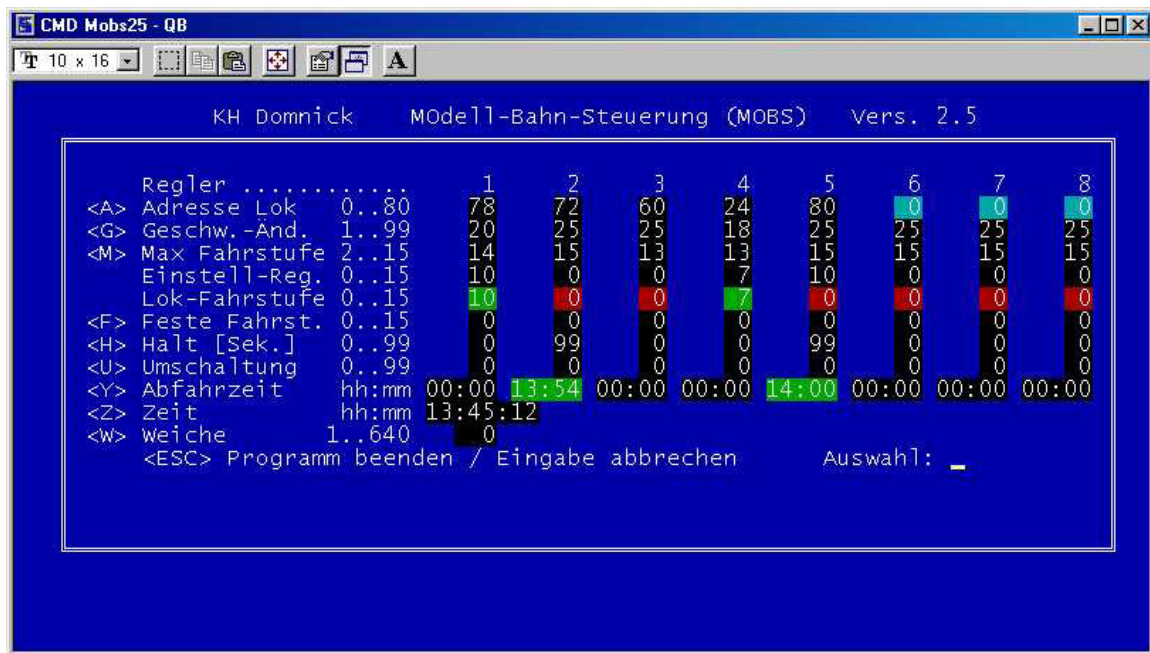 CMD Mobs25 - QB
10 x 16 A
KH Domnick MOdell-Bahn-Steuerung (MOBS) Vers. 2.5
Regler ............ 1 2 3 4 5 6 7 8
<A> Adresse Lok 0..80 78 72 60 24 80 0 0 0
<G> Geschw.-Änd. 1..99 20 25 25 18 25 25 25 25
<M> Max Fahrstufe 2..15 14 15 13 13 15 15 15 15
Einstell-Reg. 0..15 10 0 0 7 10 0 0 0
Lok-Fahrstufe 0..15 10 0 0 7 0 0 0 0
<F> Feste Fahrst. 0..15 0 0 0 0 0 0 0 0
<H> Halt [Sek.] 0..99 0 99 0 0 99 0 0 0
<U> Umschaltung 0..99 0 0 0 0 0 0 0 0
<Y> Abfahrzeit hh:mm 00:00 13:54 00:00 00:00 14:00 00:00 00:00 00:00
<Z> Zeit hh:mm 13:45:12
<W> Weiche 1..640 0
<ESC> Programm beenden / Eingabe abbrechen Auswahl: _